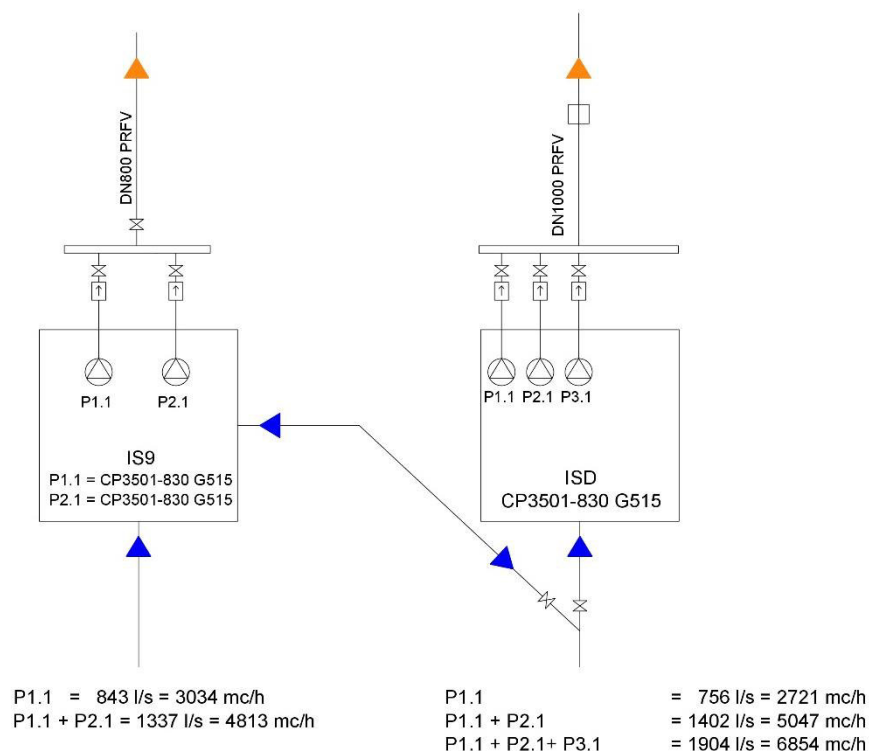 DN800 PRFV
DN1000 PRFV
P1.1
P2.1
P1.1
P2.1
P3.1
IS9
P1.1 = CP3501-830 G515
P2.1 = CP3501-830 G515
ISD
CP3501-830 G515
P1.1 = 843 l/s = 3034 mc/h
P1.1 + P2.1 = 1337 l/s = 4813 mc/h
P1.1 = 756 l/s = 2721 mc/h
P1.1 + P2.1 = 1402 l/s = 5047 mc/h
P1.1 + P2.1+ P3.1 = 1904 l/s = 6854 mc/h